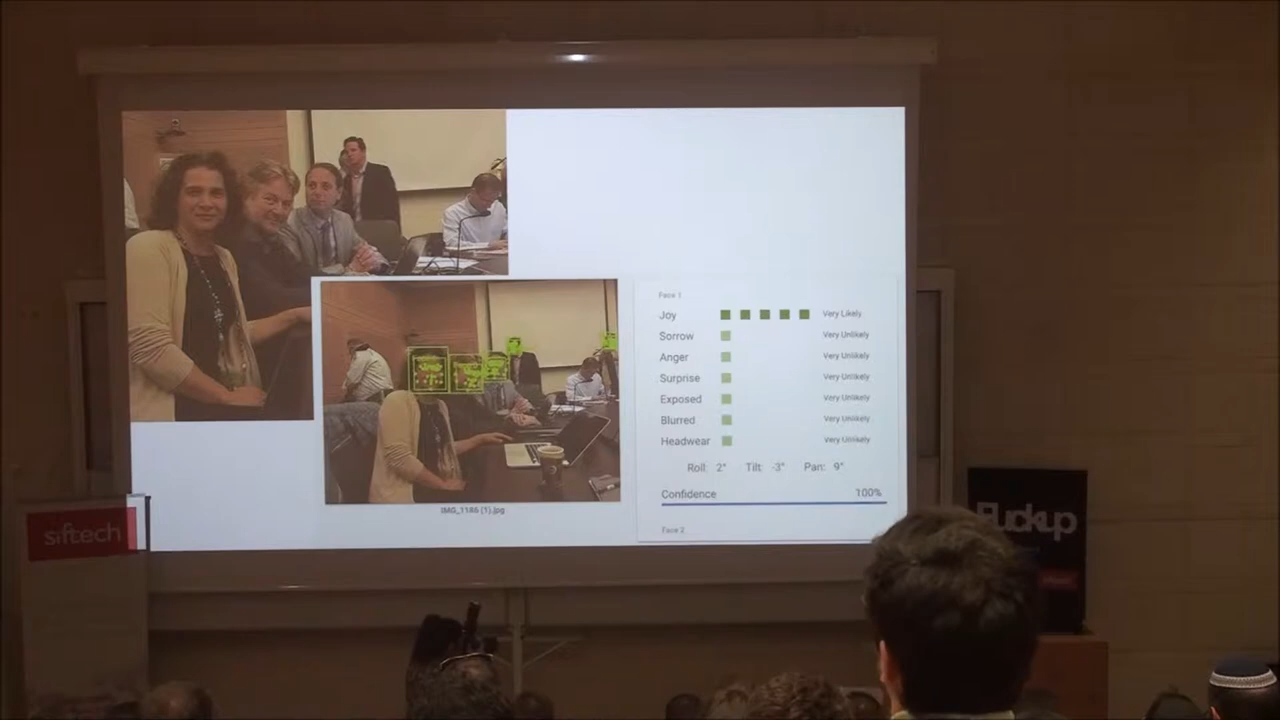 Face 1
Joy Very Likely
Sorrow Very Unlikely
Anger Very Unlikely
Surprise Very Unlikely
Exposed Very Unlikely
Blurred Very Unlikely
Headwear Very Unlikely
Roll: 2° Tilt: -3° Pan: 9°
Confidence 100%
IMG_1186 (1).jpg
Face 2
siftech
Fuckup